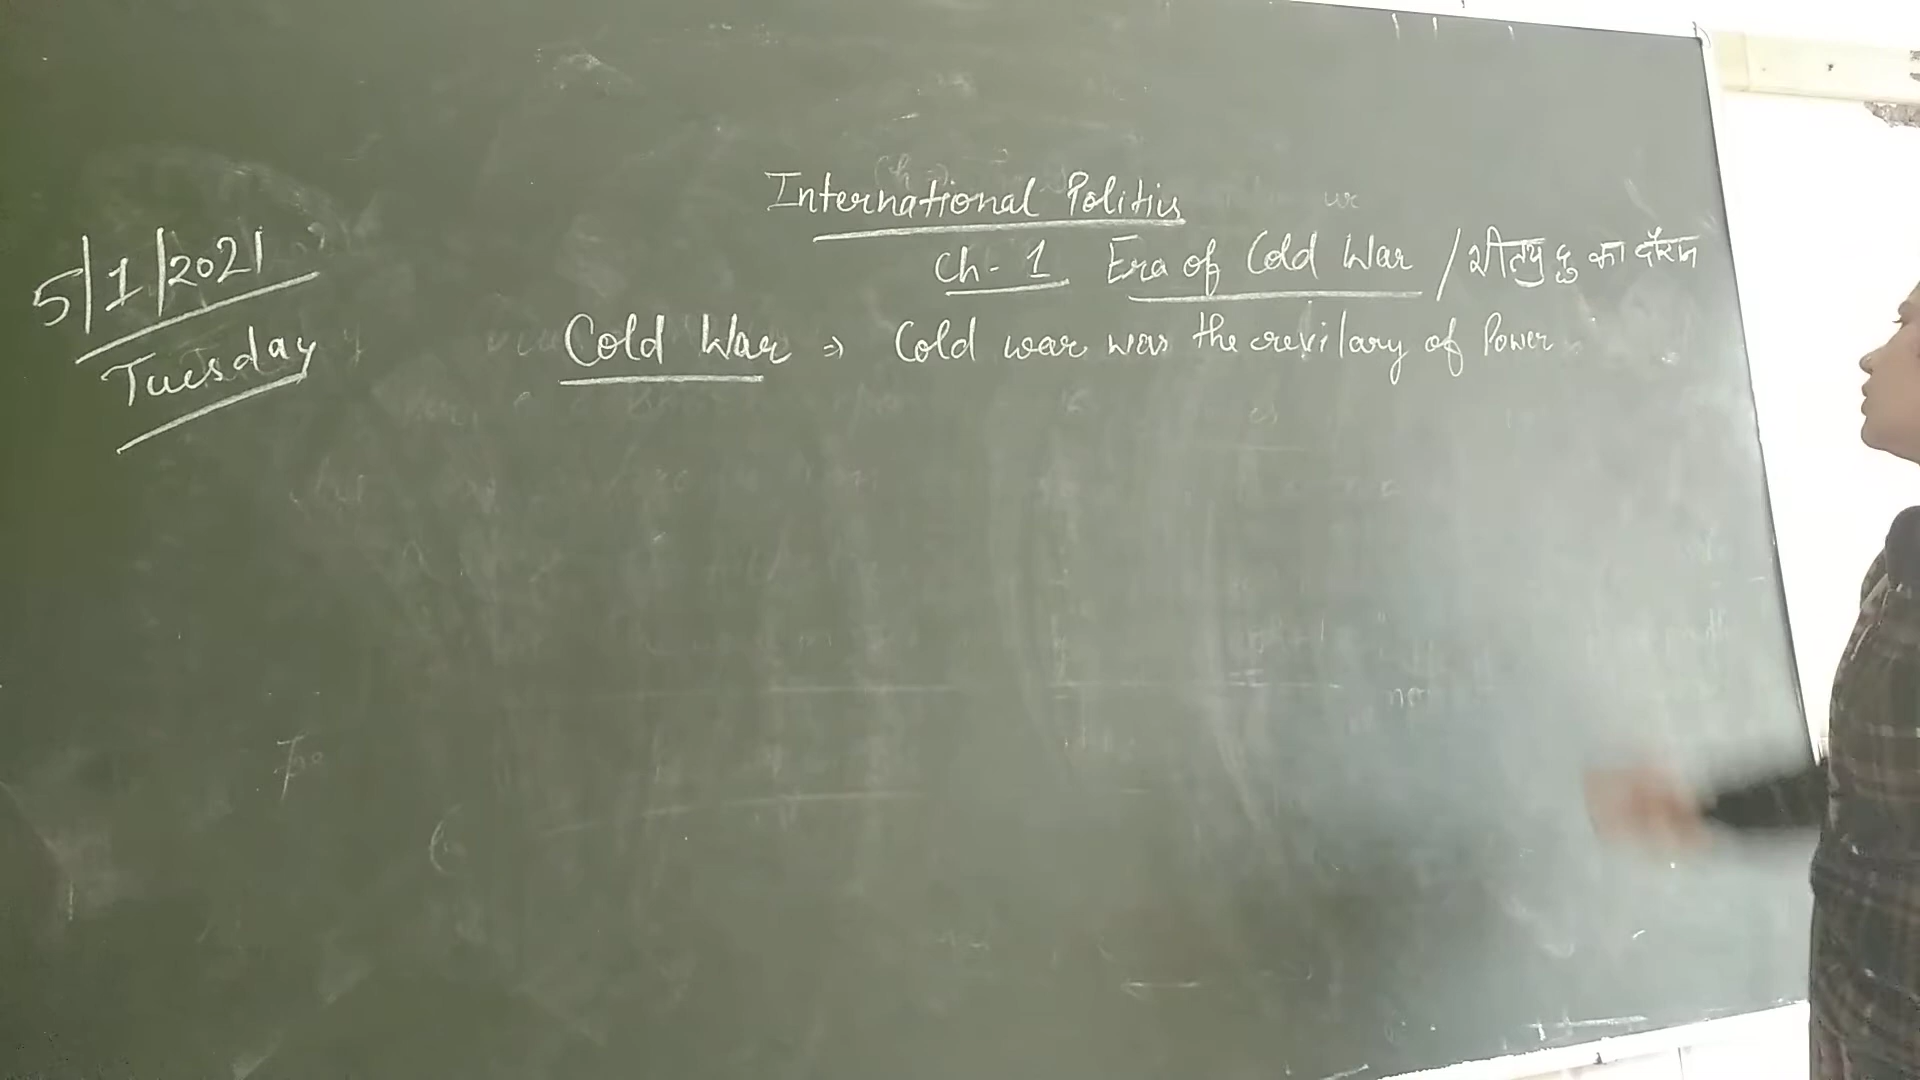 International Politics
5/1/2021
Ch-1 Era of Cold War / शीतयुद्ध का दौर
Tuesday
Cold War ⇒ Cold war was the of Power